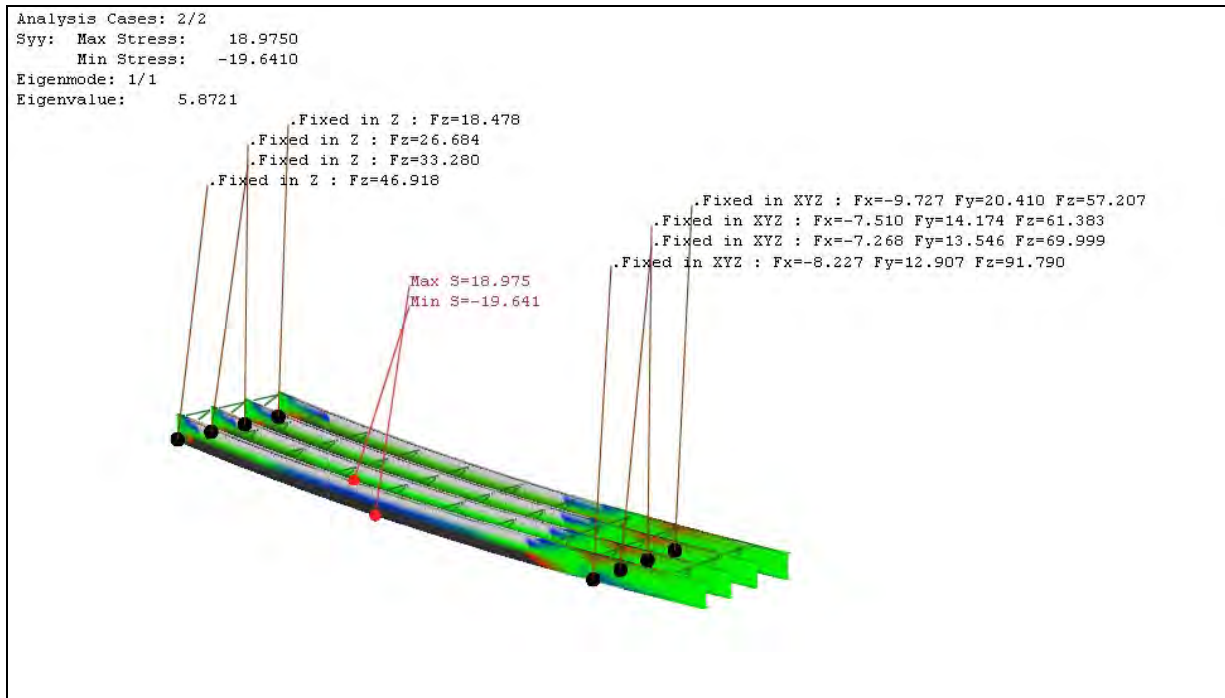 Analysis Cases: 2/2
Syy: Max Stress: 18.9750
Min Stress: -19.6410
Eigenmode: 1/1
Eigenvalue: 5.8721
.Fixed in Z : Fz=18.478
.Fixed in Z : Fz=26.684
.Fixed in Z : Fz=33.280
.Fixed in Z : Fz=46.918
.Fixed in XYZ : Fx=-9.727 Fy=20.410 Fz=57.207
.Fixed in XYZ : Fx=-7.510 Fy=14.174 Fz=61.383
.Fixed in XYZ : Fx=-7.268 Fy=13.546 Fz=69.999
.Fixed in XYZ : Fx=-8.227 Fy=12.907 Fz=91.790
Max S=18.975
Min S=-19.641